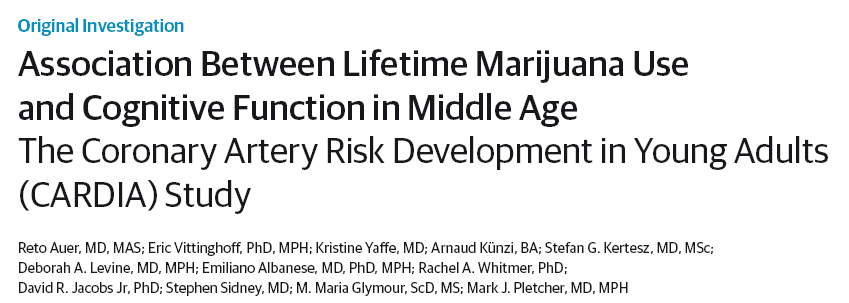 Original Investigation
Association Between Lifetime Marijuana Use
and Cognitive Function in Middle Age
The Coronary Artery Risk Development in Young Adults
(CARDIA) Study
Reto Auer, MD, MAS; Eric Vittinghoff, PhD, MPH; Kristine Yaffe, MD; Arnaud Künzi, BA; Stefan G. Kertesz, MD, MSc;
Deborah A. Levine, MD, MPH; Emiliano Albanese, MD, PhD, MPH; Rachel A. Whitmer, PhD;
David R. Jacobs Jr, PhD; Stephen Sidney, MD; M. Maria Glymour, ScD, MS; Mark J. Pletcher, MD, MPH